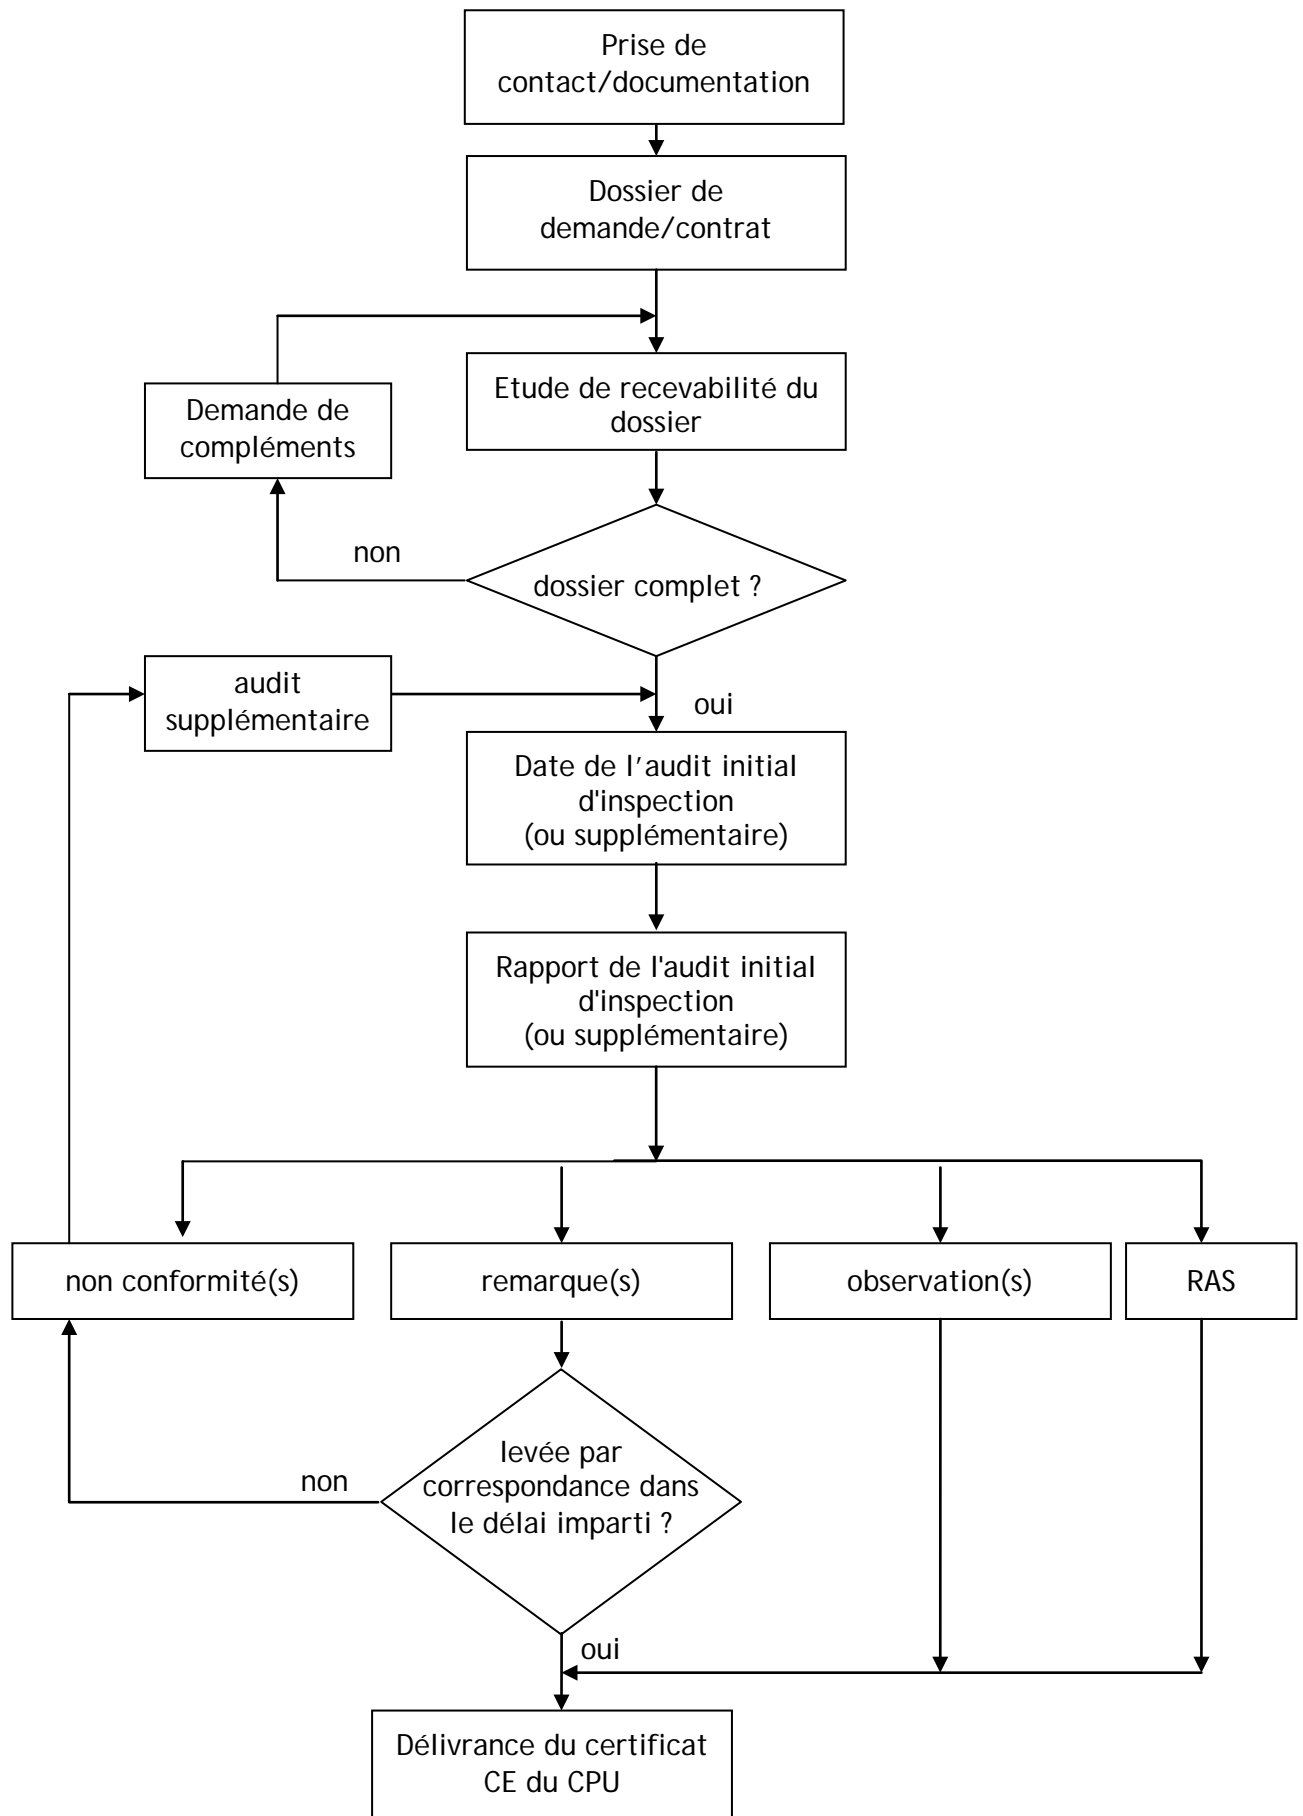 Prise de
contact/documentation
Dossier de
demande/contrat
Etude de recevabilité du
dossier
Demande de
compléments
non
dossier complet ?
audit
supplémentaire
oui
Date de l’audit initial
d'inspection
(ou supplémentaire)
Rapport de l'audit initial
d'inspection
(ou supplémentaire)
non conformité(s)
remarque(s)
observation(s)
RAS
levée par
correspondance dans
le délai imparti ?
non
oui
Délivrance du certificat
CE du CPU